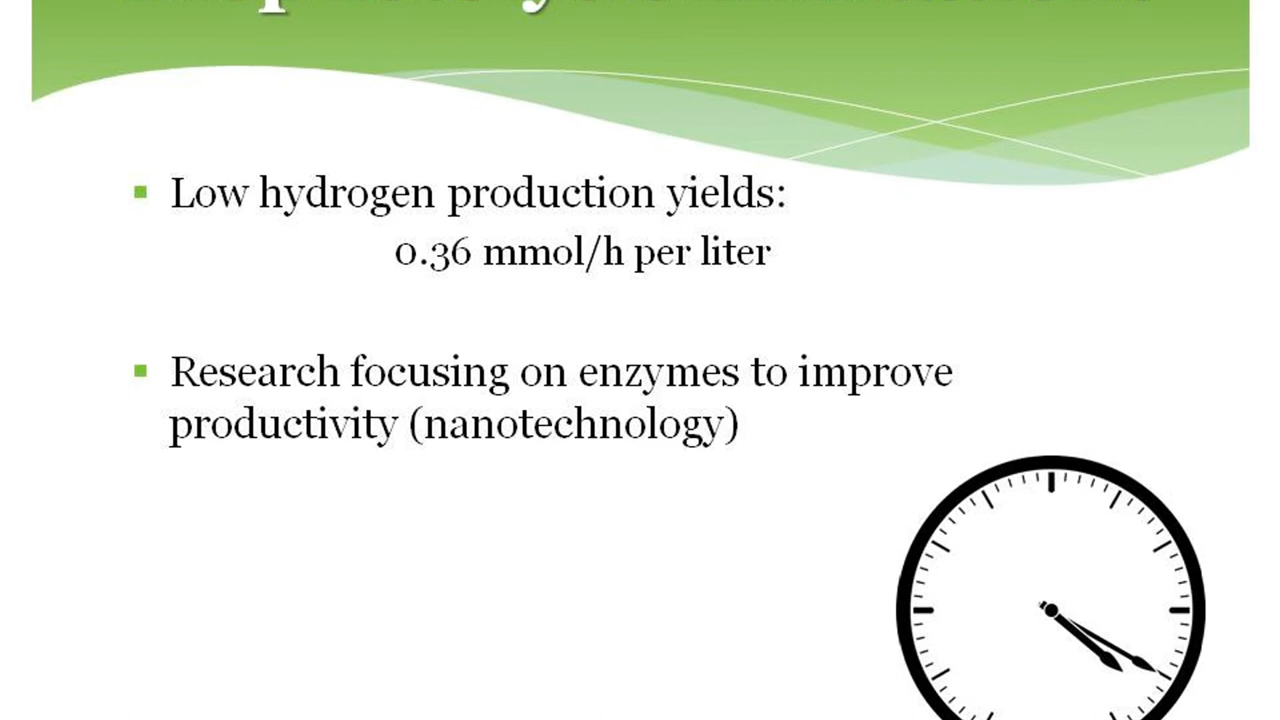 Low hydrogen production yields:
0.36 mmol/h per liter
Research focusing on enzymes to improve
productivity (nanotechnology)